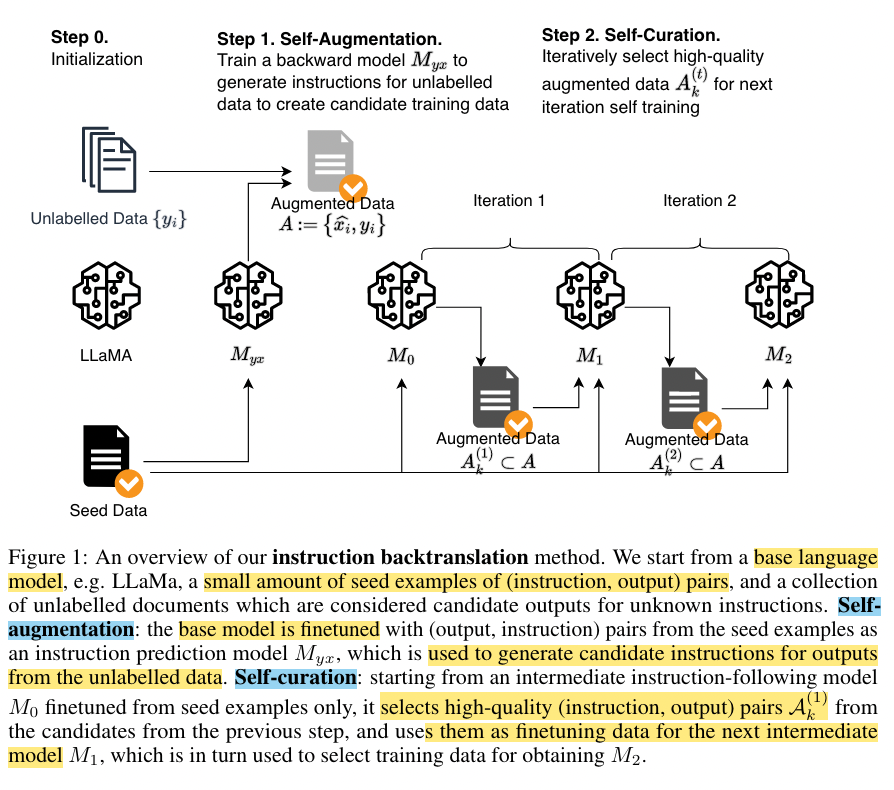 Step 0.
Initialization
Step 1. Self-Augmentation.
Train a backward model M_{yx} to
generate instructions for unlabelled
data to create candidate training data
Step 2. Self-Curation.
Iteratively select high-quality
augmented data A_k^{(t)} for next
iteration self training
Unlabelled Data {y_i}
Augmented Data
A := {x̂_i, y_i}
Iteration 1
Iteration 2
LLaMA
M_{yx}
M_0
M_1
M_2
Augmented Data
A_k^{(1)} ⊂ A
Augmented Data
A_k^{(2)} ⊂ A
Seed Data
Figure 1: An overview of our instruction backtranslation method. We start from a base language
model, e.g. LLaMa, a small amount of seed examples of (instruction, output) pairs, and a collection
of unlabelled documents which are considered candidate outputs for unknown instructions. Self-
augmentation: the base model is finetuned with (output, instruction) pairs from the seed examples as
an instruction prediction model M_{yx}, which is used to generate candidate instructions for outputs
from the unlabelled data. Self-curation: starting from an intermediate instruction-following model
M_0 finetuned from seed examples only, it selects high-quality (instruction, output) pairs A_k^{(1)} from
the candidates from the previous step, and uses them as finetuning data for the next intermediate
model M_1, which is in turn used to select training data for obtaining M_2.